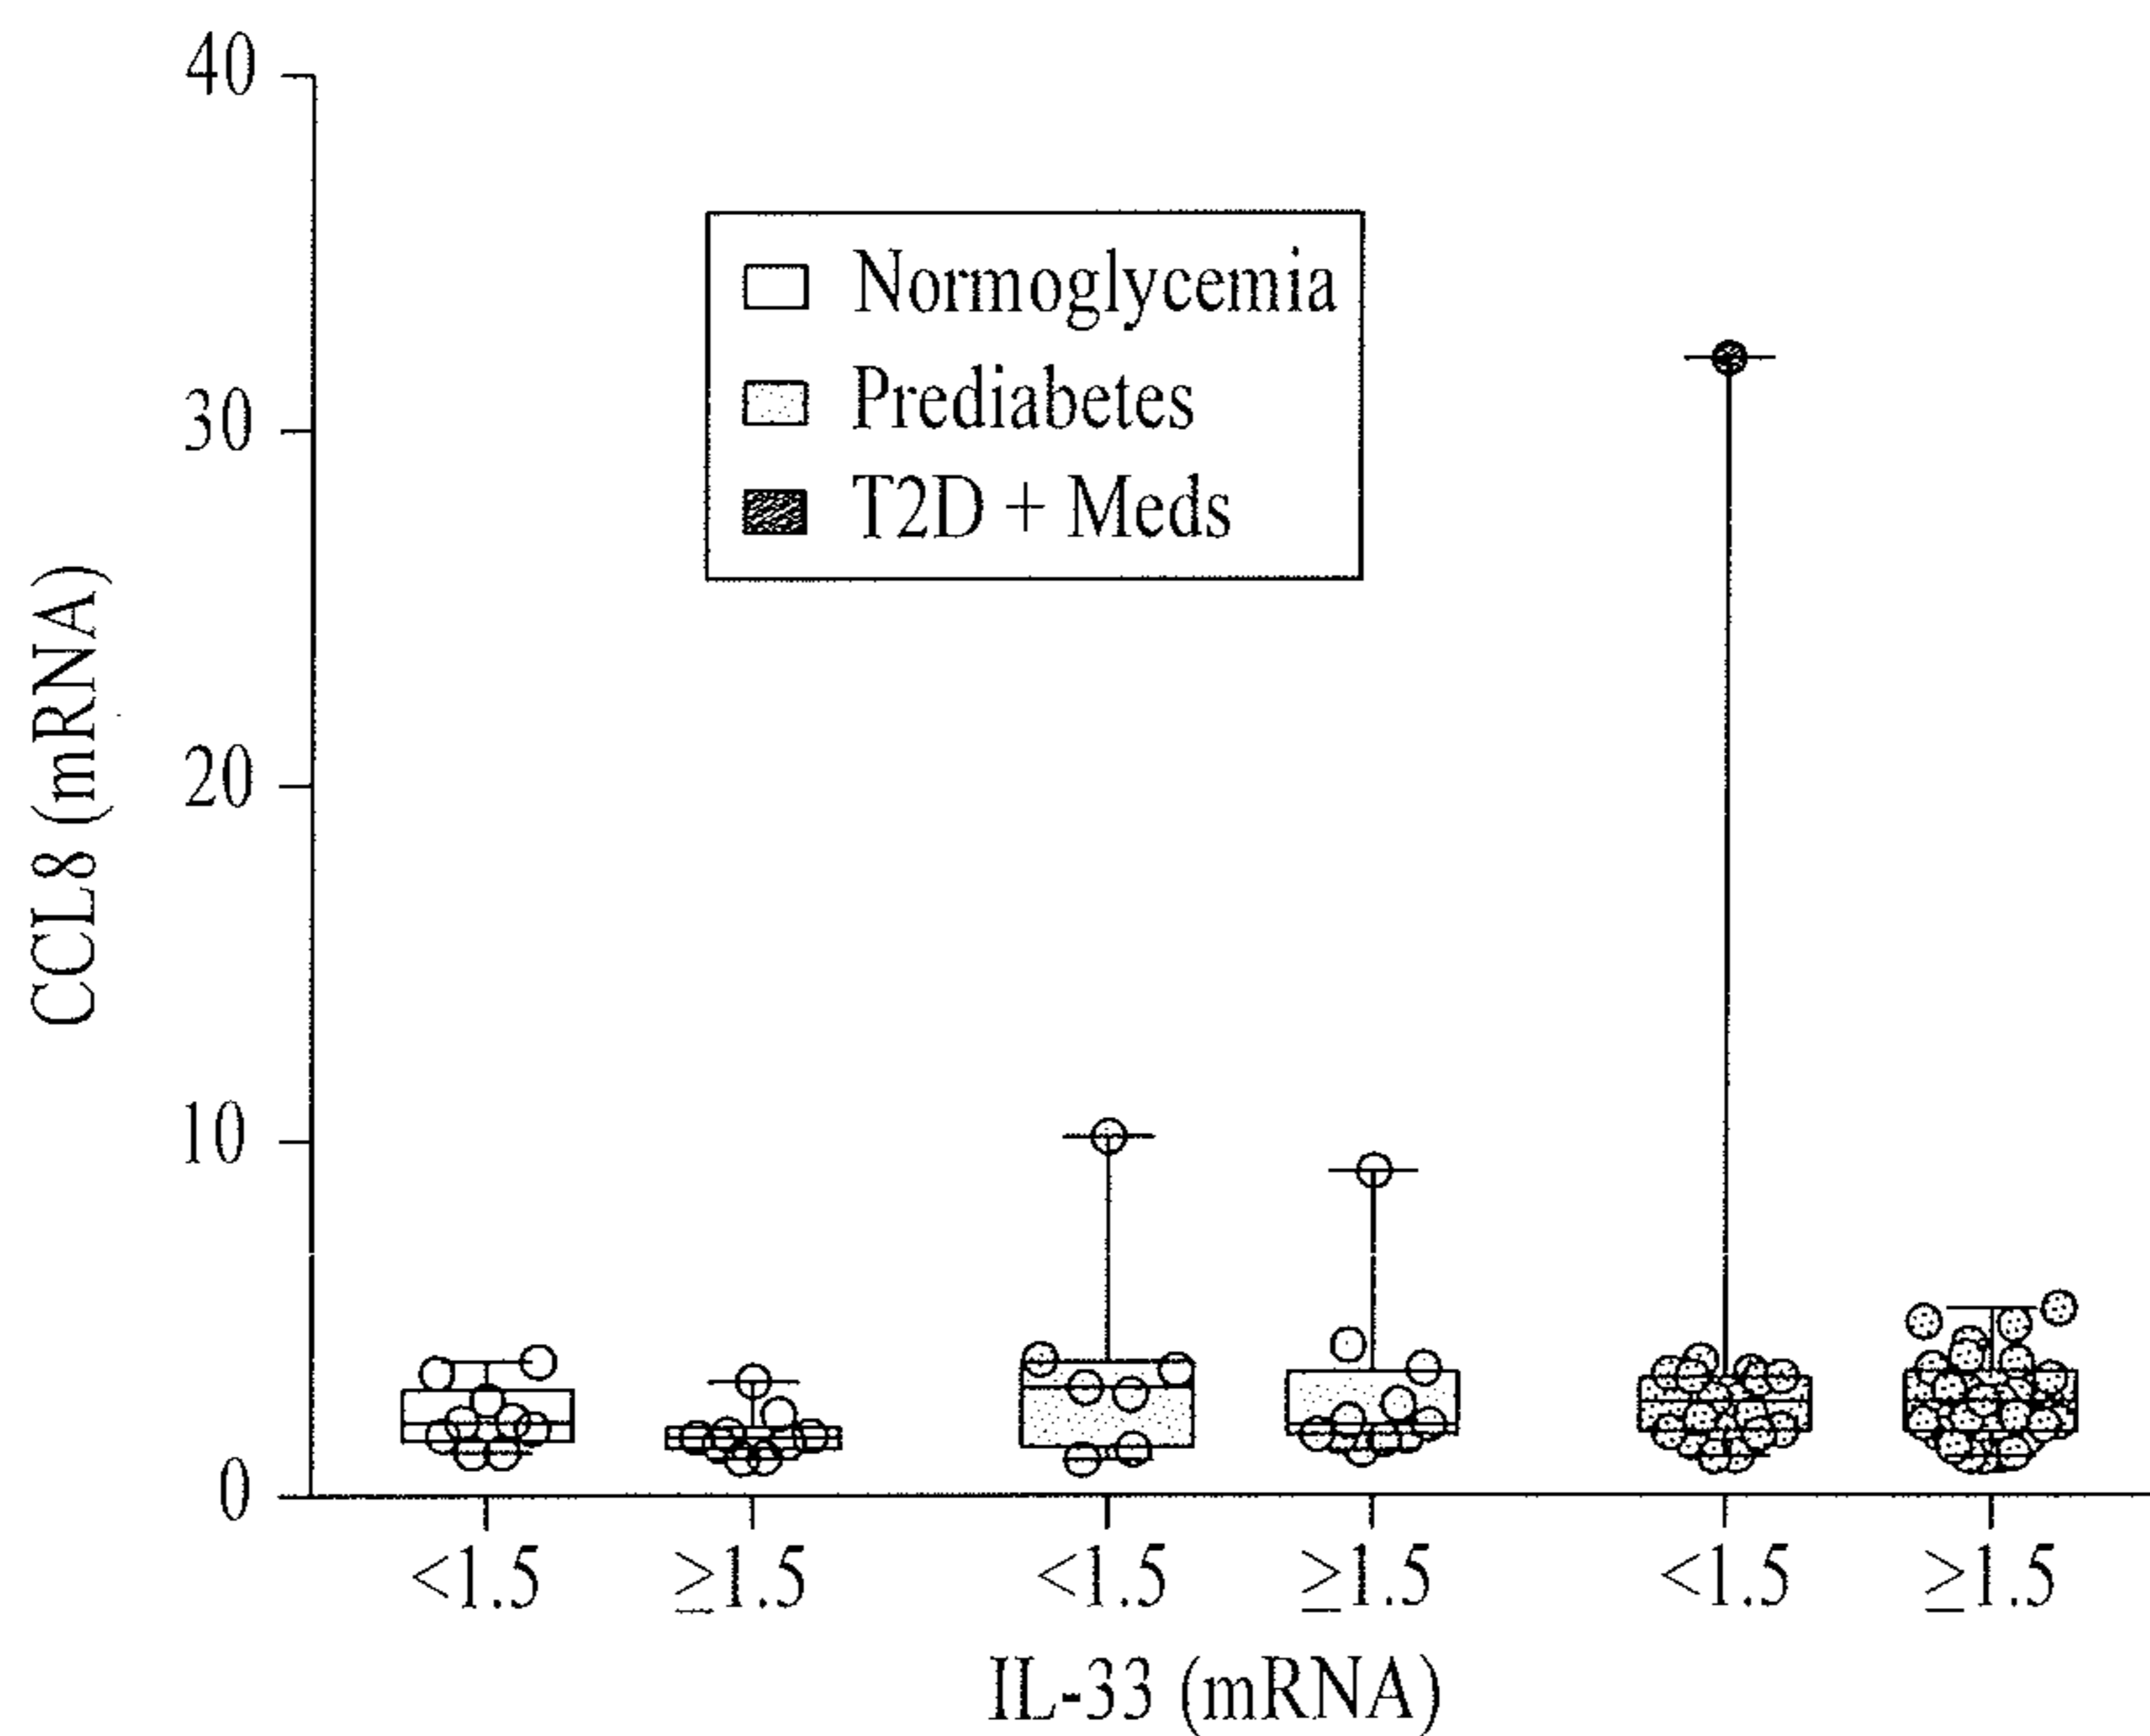 40
30
20
10
0
CCL8 (mRNA)
Normoglycemia
Prediabetes
T2D + Meds
<1.5 ≥1.5 <1.5 ≥1.5 <1.5 ≥1.5
IL-33 (mRNA)